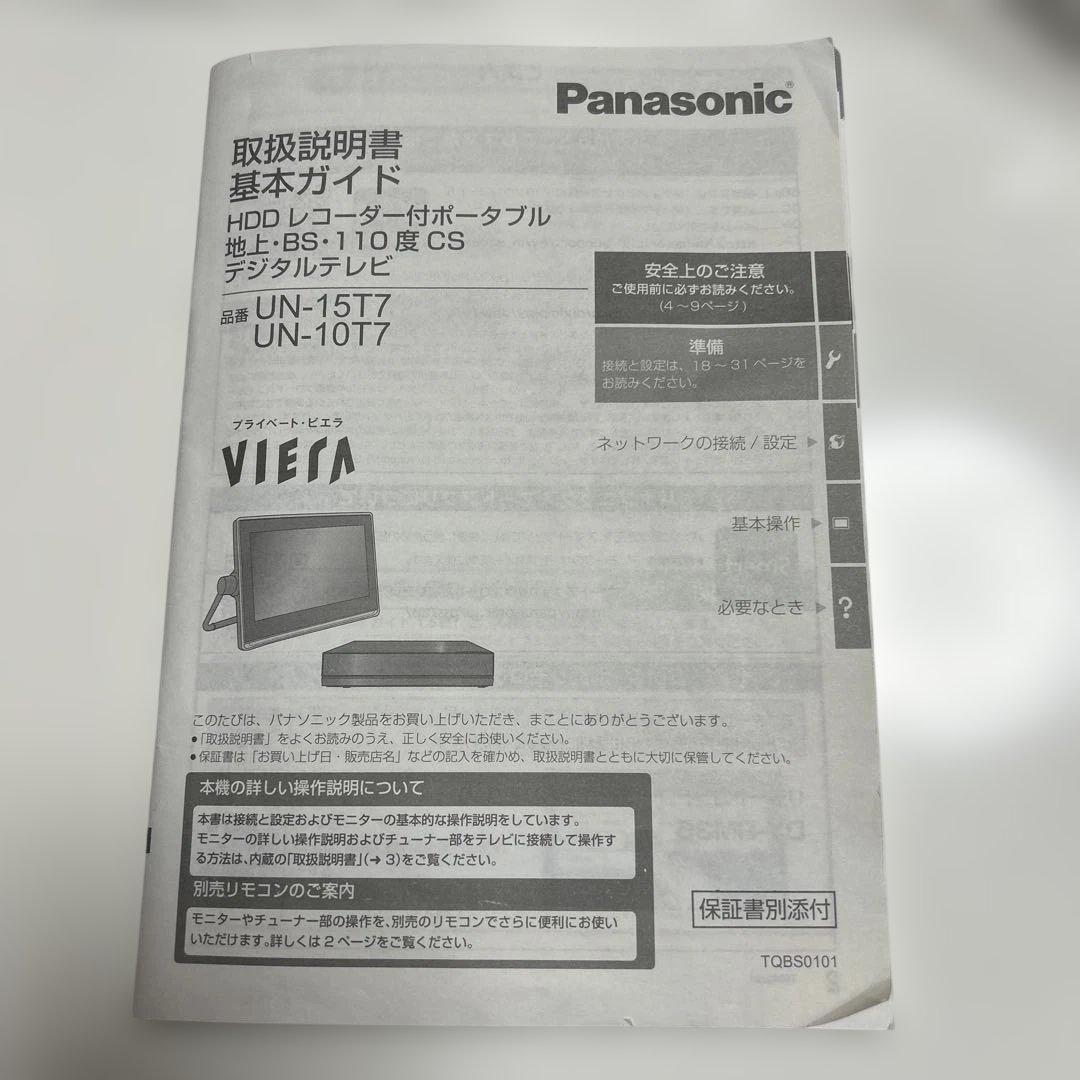 Panasonic®
取扱説明書
基本ガイド
HDD レコーダー付ポータブル
地上・BS・110 度 CS
デジタルテレビ
品番 UN-15T7
UN-10T7
安全上のご注意
ご使用前に必ずお読みください。
(4 〜9ページ)
準備
接続と設定は、18 〜 31 ページを
お読みください。
プライベート・ビエラ
VIERA
ネットワークの接続 / 設定
基本操作
必要なとき
?
このたびは、パナソニック製品をお買い上げいただき、まことにありがとうございます。
●「取扱説明書」をよくお読みのうえ、正しく安全にお使いください。
●保証書は「お買い上げ日・販売店名」などの記入を確かめ、取扱説明書とともに大切に保管してください。
本機の詳しい操作説明について
本書は接続と設定およびモニターの基本的な操作説明をしています。
モニターの詳しい操作説明およびチューナー部をテレビに接続して操作す
る方法は、内蔵の「取扱説明書」(➜ 3)をご覧ください。
別売リモコンのご案内
モニターやチューナー部の操作を、別売のリモコンでさらに便利にお使い
いただけます。詳しくは 2 ページをご覧ください。
保証書別添付
TQBS0101